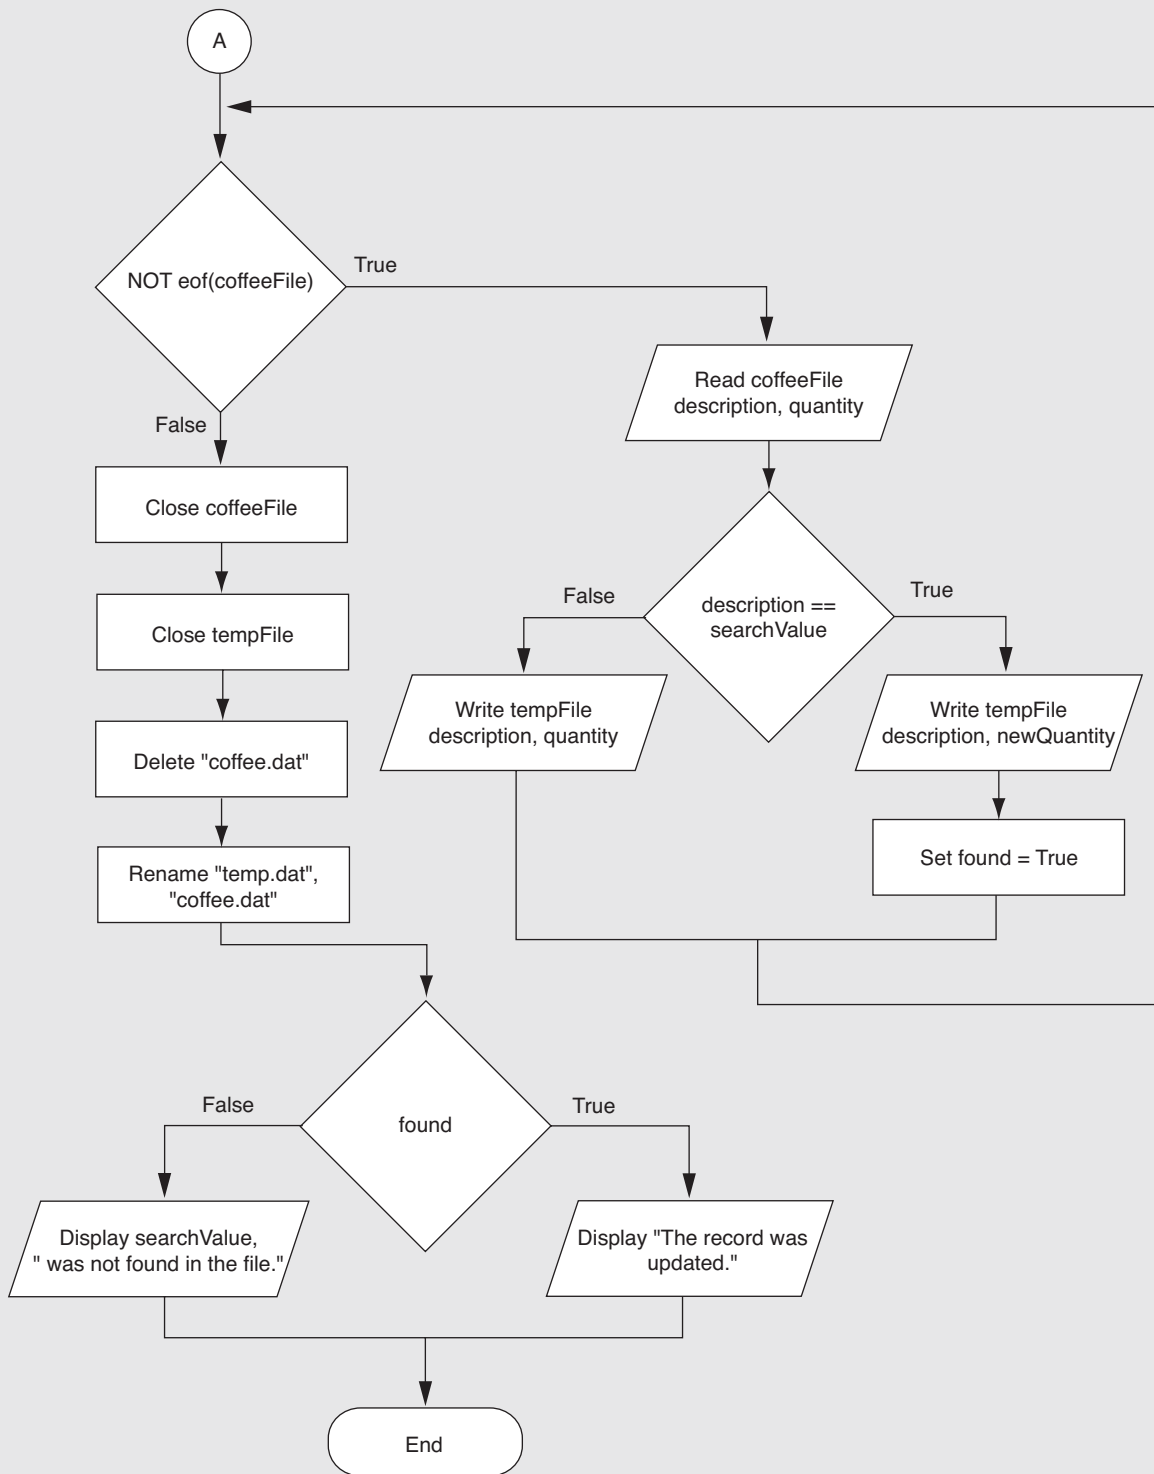 A
NOT eof(coffeeFile)
True
Read coffeeFile
description, quantity
False
Close coffeeFile
description ==
searchValue
False
True
Close tempFile
Write tempFile
description, quantity
Write tempFile
description, newQuantity
Delete "coffee.dat"
Set found = True
Rename "temp.dat",
"coffee.dat"
found
False
True
Display searchValue,
" was not found in the file."
Display "The record was
updated."
End